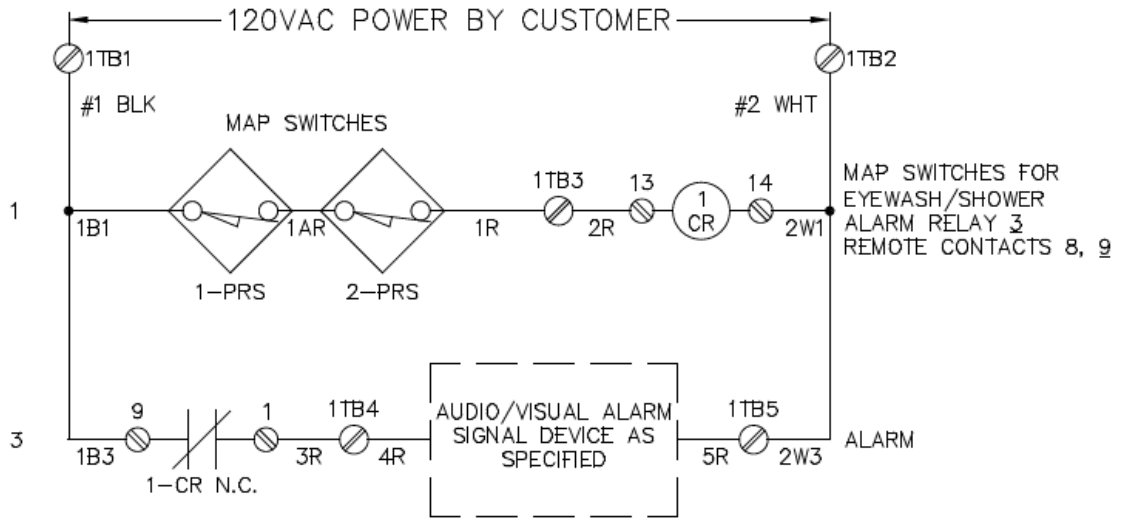 120VAC POWER BY CUSTOMER
1TB1
1TB2
#1 BLK
#2 WHT
MAP SWITCHES
1
1B1
1AR
1R
1TB3
2R
13
1
CR
14
2W1
1-PRS
2-PRS
MAP SWITCHES FOR
EYEWASH/SHOWER
ALARM RELAY 3
REMOTE CONTACTS 8, 9
3
1B3
9
1-CR N.C.
1
3R
1TB4
4R
AUDIO/VISUAL ALARM
SIGNAL DEVICE AS
SPECIFIED
5R
1TB5
2W3
ALARM